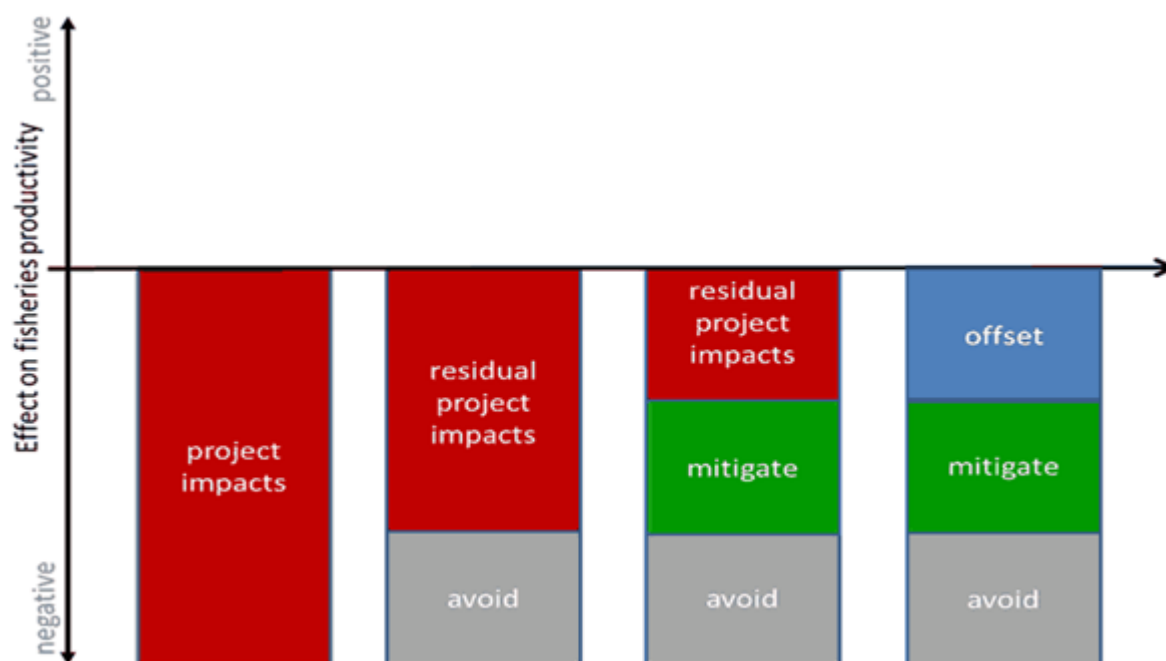 positive
Effect on fisheries productivity
negative
project
impacts
residual
project
impacts
avoid
residual
project
impacts
mitigate
avoid
offset
mitigate
avoid